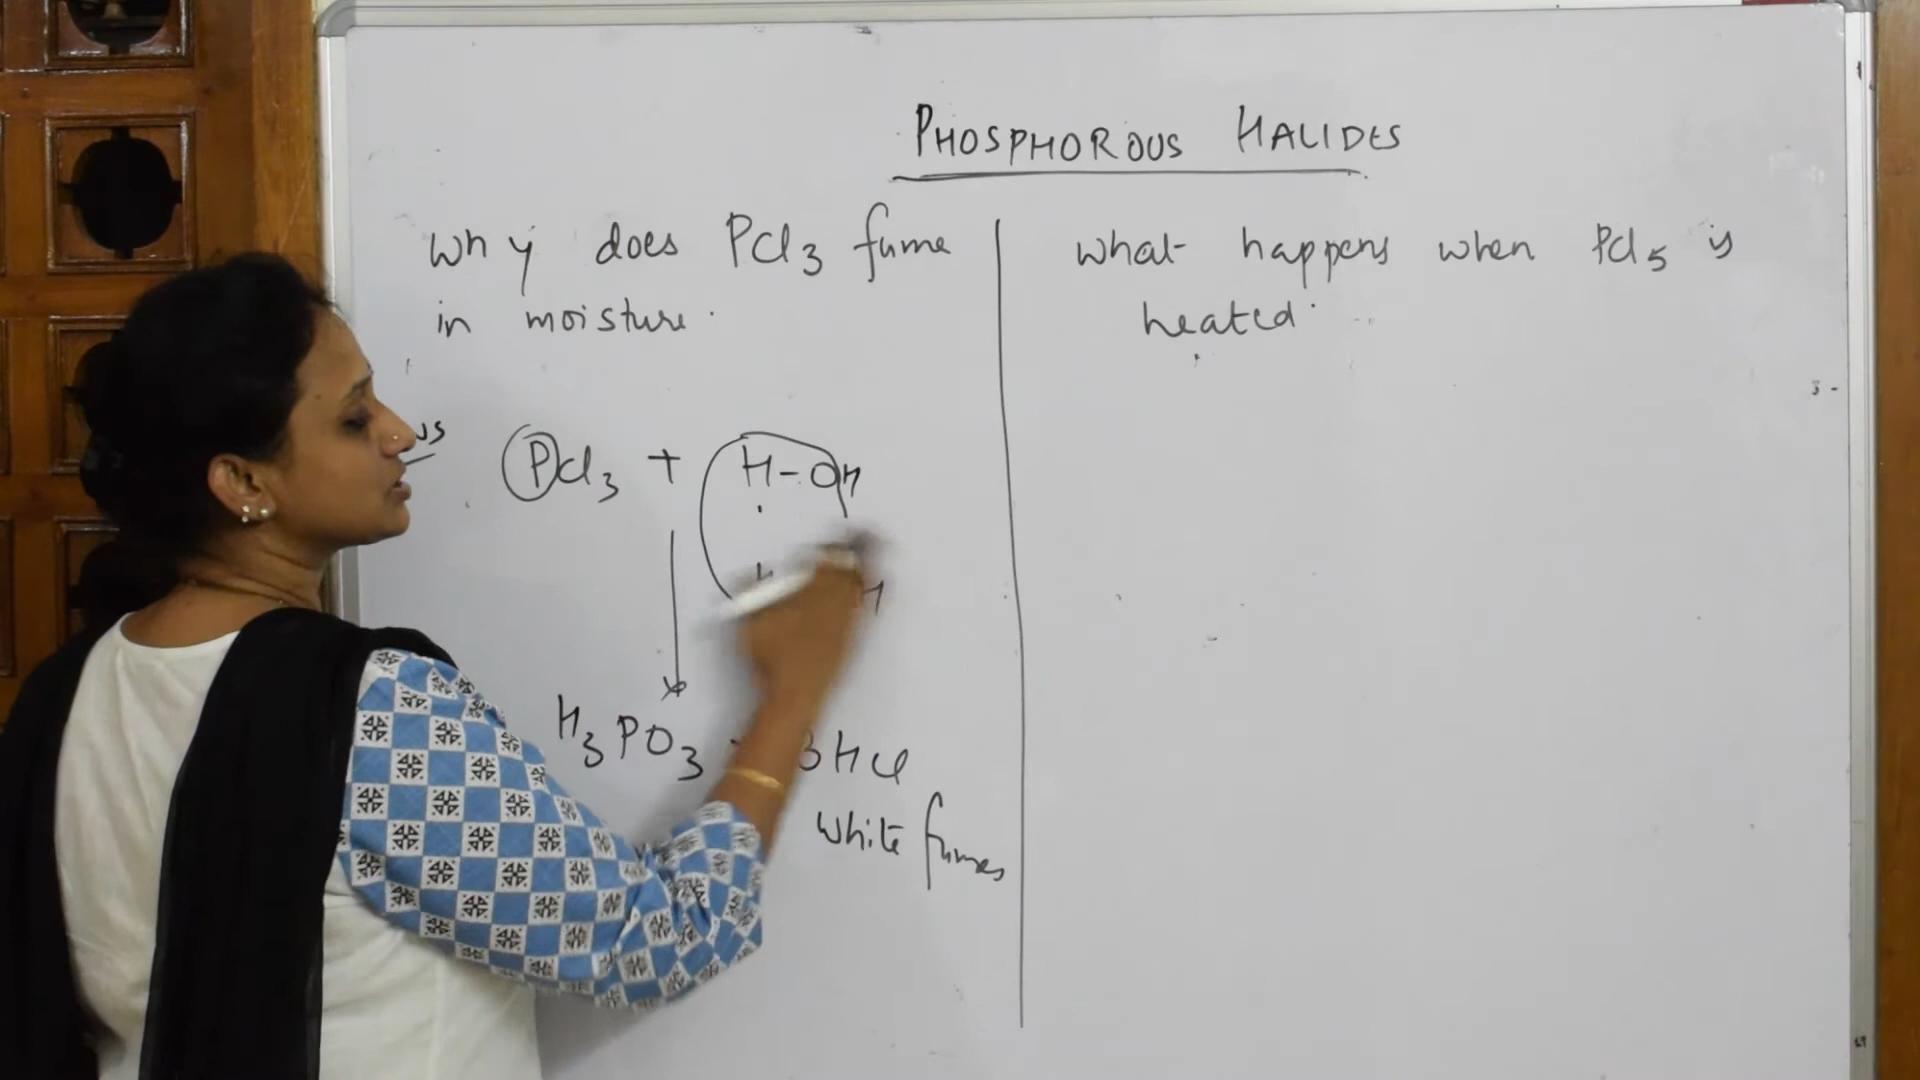 PHOSPHOROUS HALIDES
Why does PCl3 fume
in moisture.
What happens when PCl5 is
heated.
PCl3 + H-OH
H
H3PO3 3HCl
White fumes